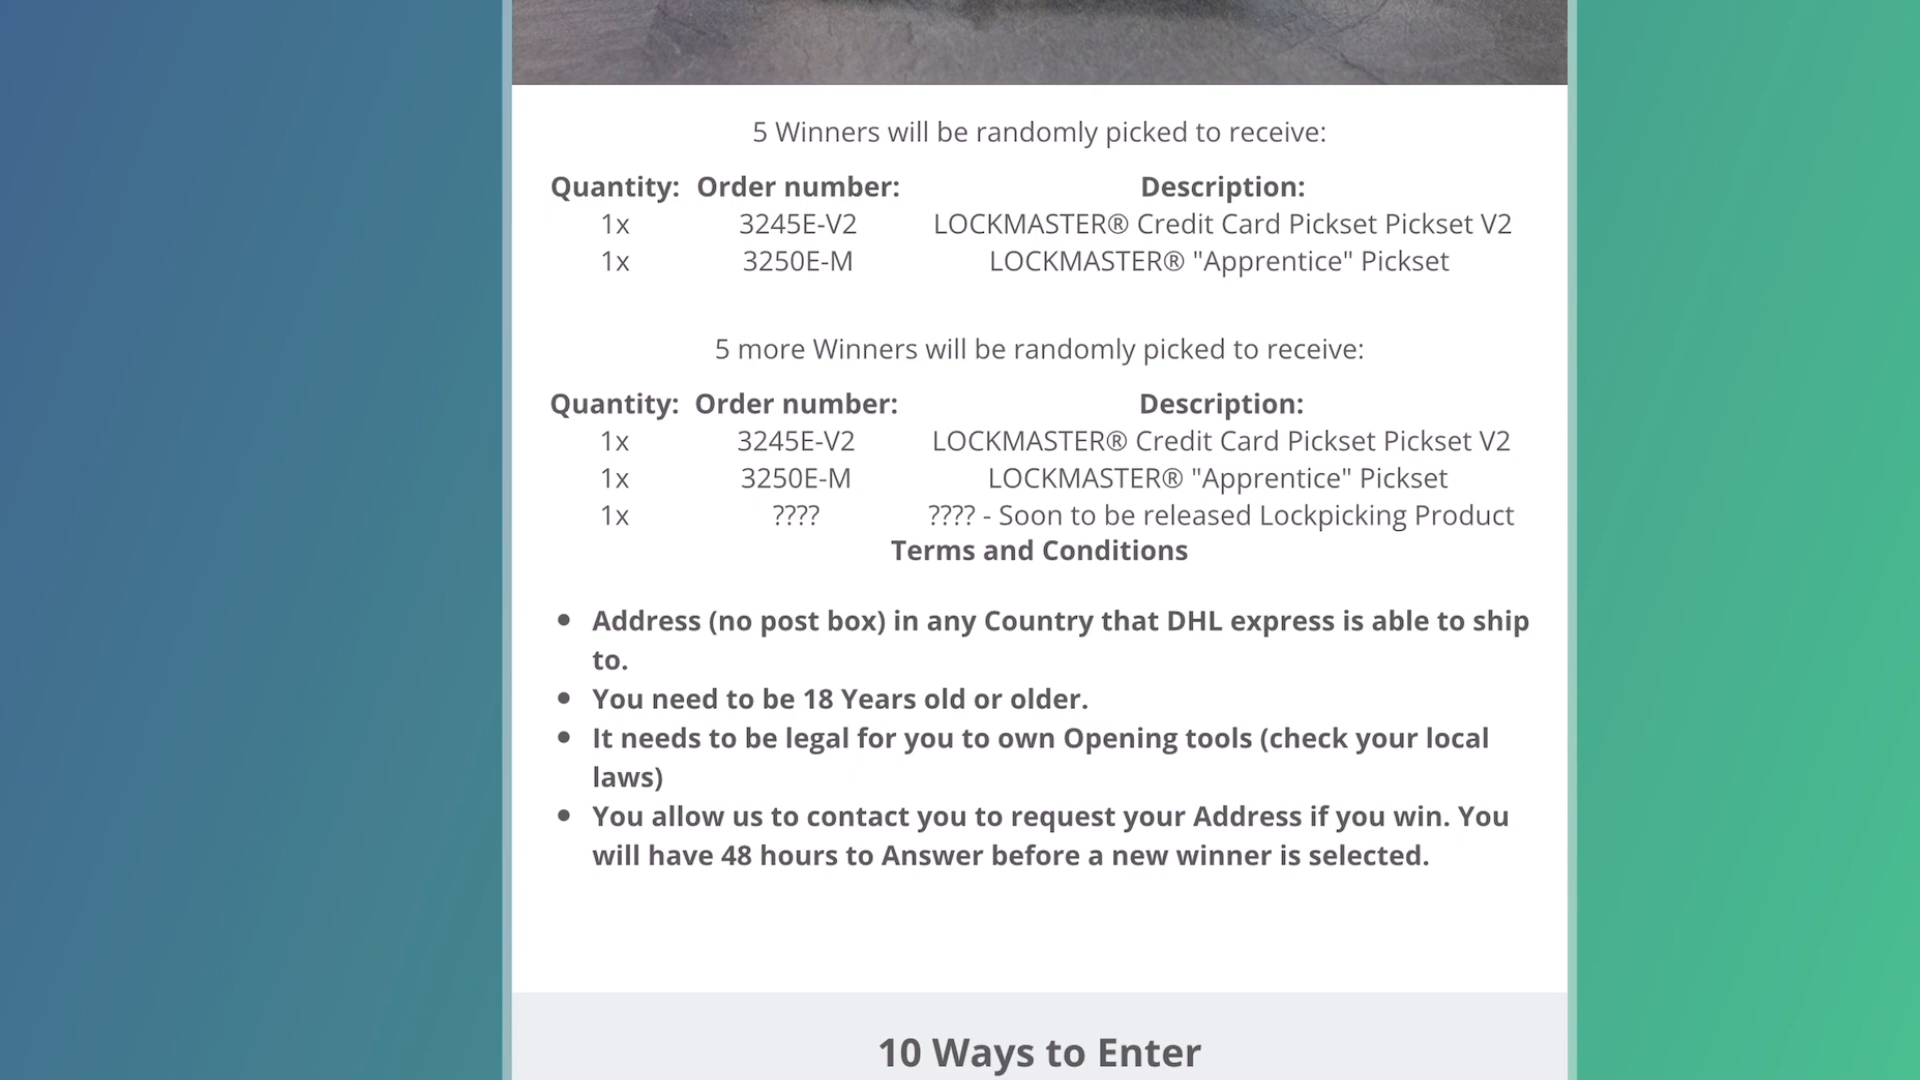 5 Winners will be randomly picked to receive:
Quantity: Order number: Description:
1x 3245E-V2 LOCKMASTER® Credit Card Pickset Pickset V2
1x 3250E-M LOCKMASTER® "Apprentice" Pickset
5 more Winners will be randomly picked to receive:
Quantity: Order number: Description:
1x 3245E-V2 LOCKMASTER® Credit Card Pickset Pickset V2
1x 3250E-M LOCKMASTER® "Apprentice" Pickset
1x ???? ???? - Soon to be released Lockpicking Product
Terms and Conditions
• Address (no post box) in any Country that DHL express is able to ship
to.
• You need to be 18 Years old or older.
• It needs to be legal for you to own Opening tools (check your local
laws)
• You allow us to contact you to request your Address if you win. You
will have 48 hours to Answer before a new winner is selected.
10 Ways to Enter